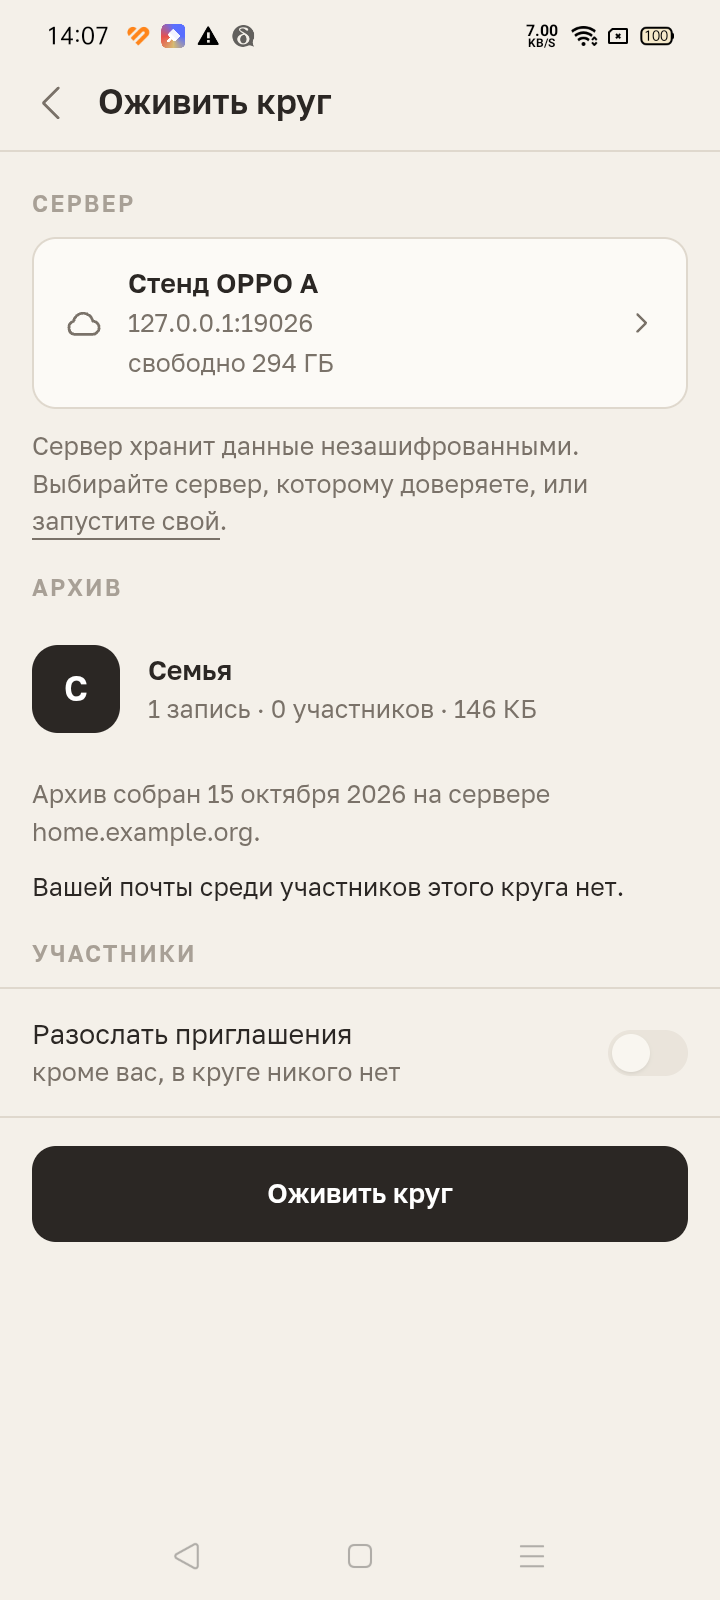 14:07
7.00
KB/S
100
Оживить круг
СЕРВЕР
Стенд OPPO A
127.0.0.1:19026
свободно 294 ГБ
Сервер хранит данные незашифрованными.
Выбирайте сервер, которому доверяете, или
запустите свой.
АРХИВ
С
Семья
1 запись · 0 участников · 146 КБ
Архив собран 15 октября 2026 на сервере
home.example.org.
Вашей почты среди участников этого круга нет.
УЧАСТНИКИ
Разослать приглашения
кроме вас, в круге никого нет
Оживить круг